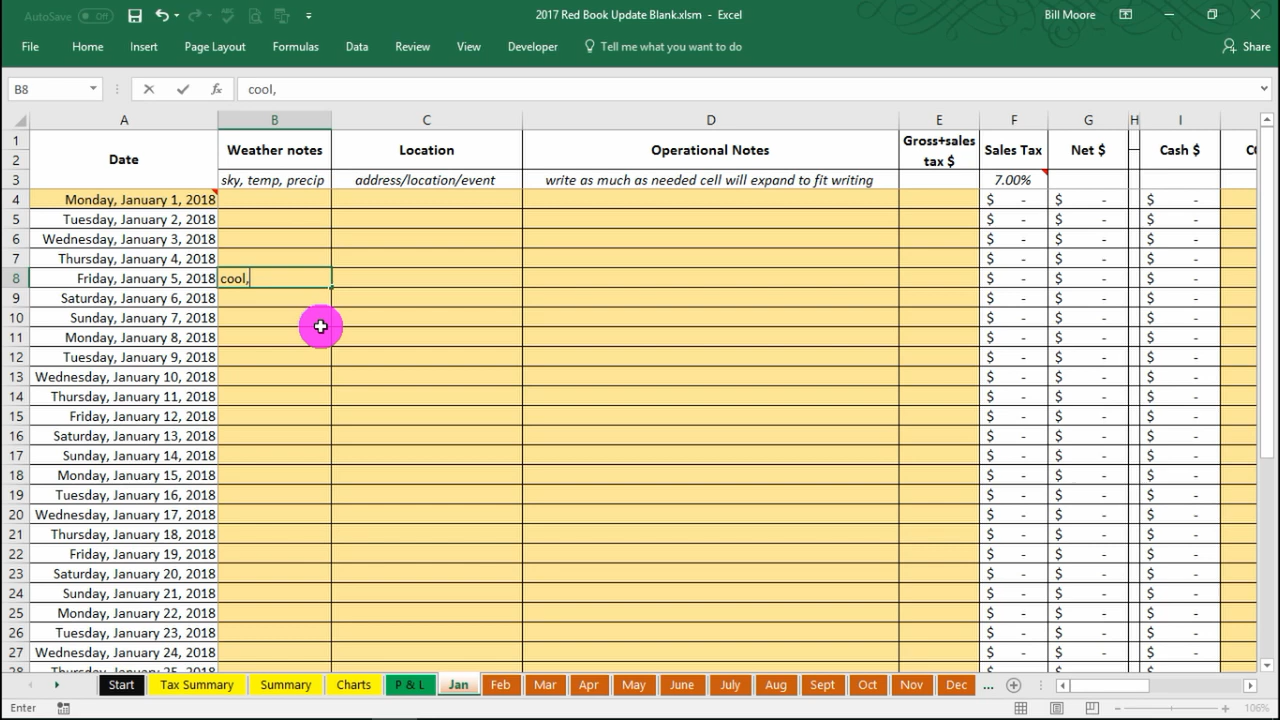 AutoSave Off 2017 Red Book Update Blank.xlsm - Excel Bill Moore
File Home Insert Page Layout Formulas Data Review View Developer Tell me what you want to do Share
B8 fx cool,
A B C D E F G H I
1 Date Weather notes Location Operational Notes Gross+sales tax $ Sales Tax Net $ Cash $
2
3 sky, temp, precip address/location/event write as much as needed cell will expand to fit writing 7.00%
4 Monday, January 1, 2018 $ - $ - $ -
5 Tuesday, January 2, 2018 $ - $ - $ -
6 Wednesday, January 3, 2018 $ - $ - $ -
7 Thursday, January 4, 2018 $ - $ - $ -
8 Friday, January 5, 2018 cool, $ - $ - $ -
9 Saturday, January 6, 2018 $ - $ - $ -
10 Sunday, January 7, 2018 $ - $ - $ -
11 Monday, January 8, 2018 $ - $ - $ -
12 Tuesday, January 9, 2018 $ - $ - $ -
13 Wednesday, January 10, 2018 $ - $ - $ -
14 Thursday, January 11, 2018 $ - $ - $ -
15 Friday, January 12, 2018 $ - $ - $ -
16 Saturday, January 13, 2018 $ - $ - $ -
17 Sunday, January 14, 2018 $ - $ - $ -
18 Monday, January 15, 2018 $ - $ - $ -
19 Tuesday, January 16, 2018 $ - $ - $ -
20 Wednesday, January 17, 2018 $ - $ - $ -
21 Thursday, January 18, 2018 $ - $ - $ -
22 Friday, January 19, 2018 $ - $ - $ -
23 Saturday, January 20, 2018 $ - $ - $ -
24 Sunday, January 21, 2018 $ - $ - $ -
25 Monday, January 22, 2018 $ - $ - $ -
26 Tuesday, January 23, 2018 $ - $ - $ -
27 Wednesday, January 24, 2018 $ - $ - $ -
28 Thursday, January 25, 2018
Start Tax Summary Summary Charts P & L Jan Feb Mar Apr May June July Aug Sept Oct Nov Dec ...
Enter 106%